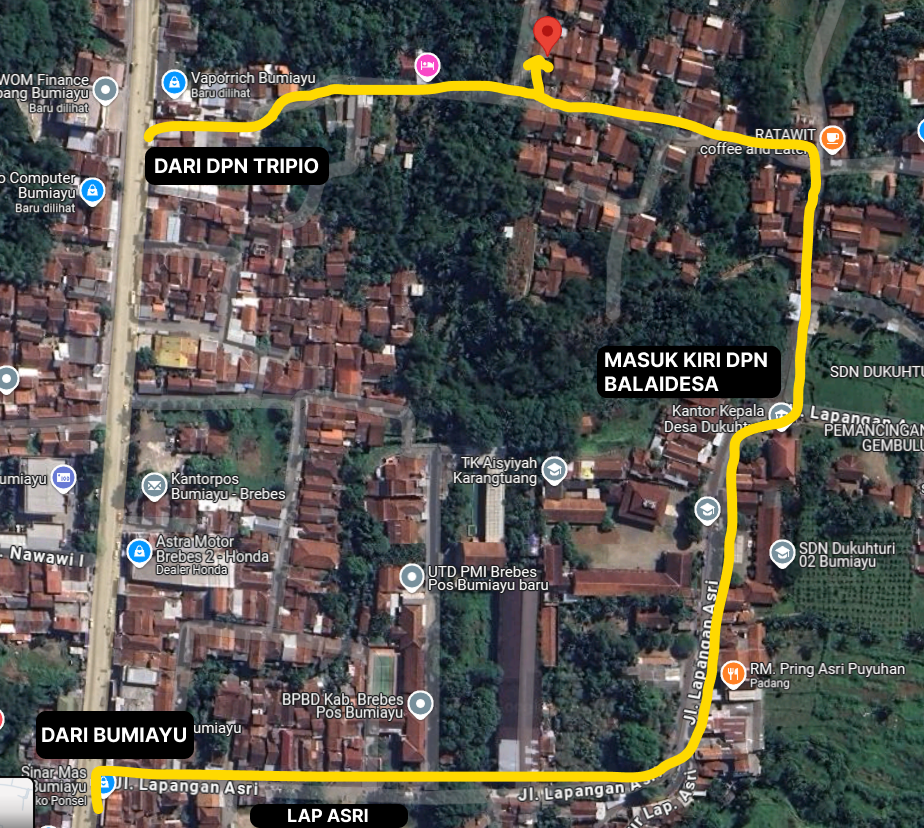 WOM Finance
Bumiayu
Baru dilihat
Vaporrich Bumiayu
Baru dilihat
DARI DPN TRIPIO
RATAWIT
coffee and Eater
Computer
Bumiayu
Baru dilihat
MASUK KIRI DPN
BALAIDESA
SDN DUKUHTU
Kantor Kepala
Desa Dukuht
Lapangan A
PEMANCINGAN
GEMBULU
TK Aisyiyah
Karangtuang
umiayu
Kantorpos
Bumiayu - Brebes
. Nawawi I
Astra Motor
Brebes 2 - Honda
Dealer Honda
SDN Dukuhturi
02 Bumiayu
UTD PMI Brebes
Pos Bumiayu baru
Jl. Lapangan Asri
RM. Pring Asri Puyuhan
Padang
BPBD Kab. Brebes
Pos Bumiayu
DARI BUMIAYU
umiayu
Sinar Mas
Bumiayu
ko Ponsel
Jl. Lapangan Asri
Jl. Lapangan
Lap. Asri
LAP ASRI